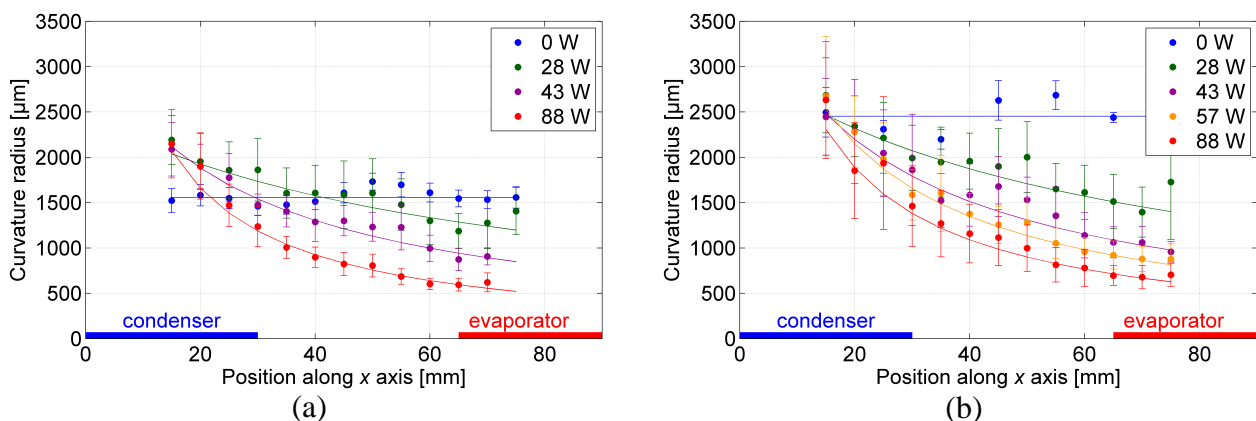 3500
3000
2500
2000
1500
1000
500
0
Curvature radius [µm]
0 W
28 W
43 W
88 W
condenser
evaporator
0
20
40
60
80
Position along x axis [mm]
(a)
3500
3000
2500
2000
1500
1000
500
0
Curvature radius [µm]
0 W
28 W
43 W
57 W
88 W
condenser
evaporator
0
20
40
60
80
Position along x axis [mm]
(b)